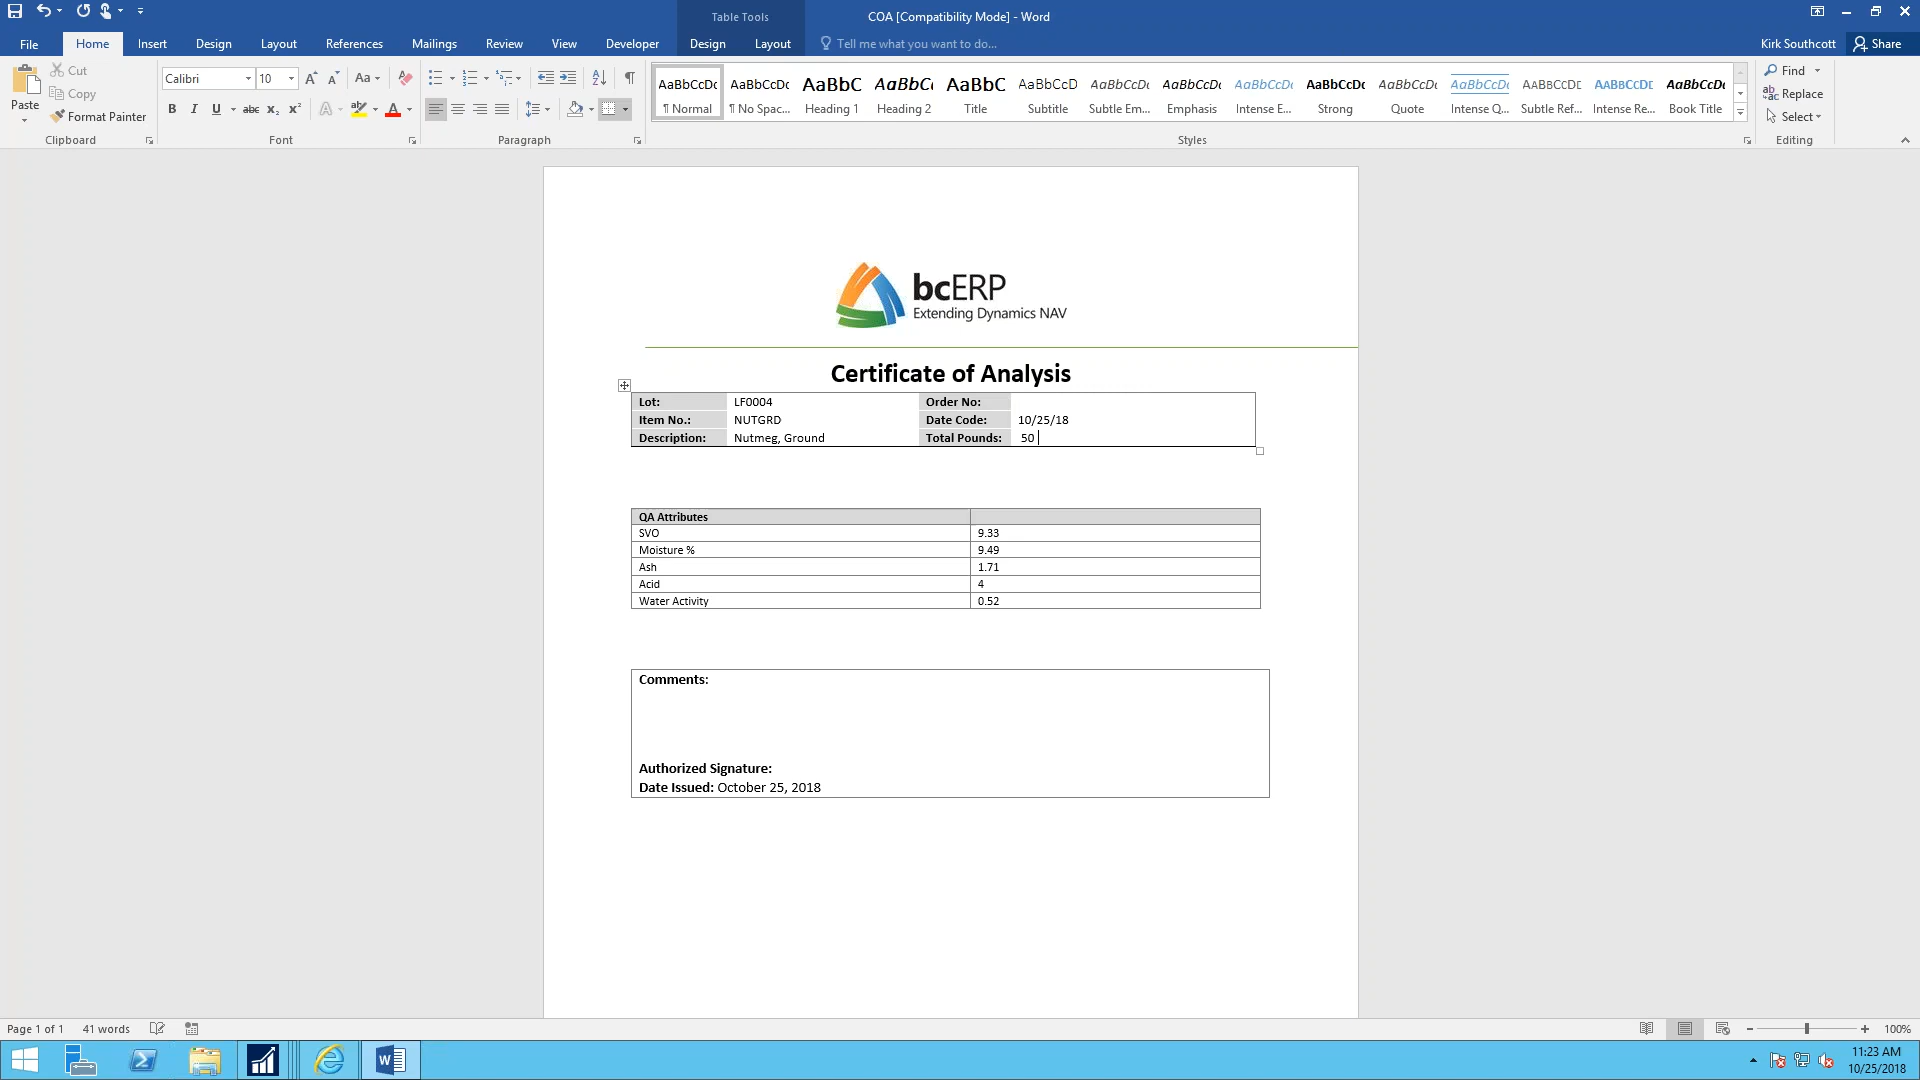 Table Tools
COA [Compatibility Mode] - Word
File Home Insert Design Layout References Mailings Review View Developer Design Layout Tell me what you want to do... Kirk Southcott Share
Paste
Cut
Copy
Format Painter
Clipboard
Calibri 10
Font
Paragraph
AaBbCcDc AaBbCcDc AaBbC AaBbCc AaBbC AaBbCcD AaBbCcDc AaBbCcDc AaBbCcDc AaBbCcDc AaBbCcDc AaBbCcDc AABBCCDE AABBCCDE AaBbCcDc
¶ Normal ¶ No Spac... Heading 1 Heading 2 Title Subtitle Subtle Em... Emphasis Intense E... Strong Quote Intense Q... Subtle Ref... Intense Re... Book Title
Styles
Find
Replace
Select
Editing
bcERP
Extending Dynamics NAV
Certificate of Analysis
Lot: LF0004 Order No:
Item No.: NUTGRD Date Code: 10/25/18
Description: Nutmeg, Ground Total Pounds: 50
QA Attributes
SVO 9.33
Moisture % 9.49
Ash 1.71
Acid 4
Water Activity 0.52
Comments:
Authorized Signature:
Date Issued: October 25, 2018
Page 1 of 1 41 words 100%
11:23 AM
10/25/2018